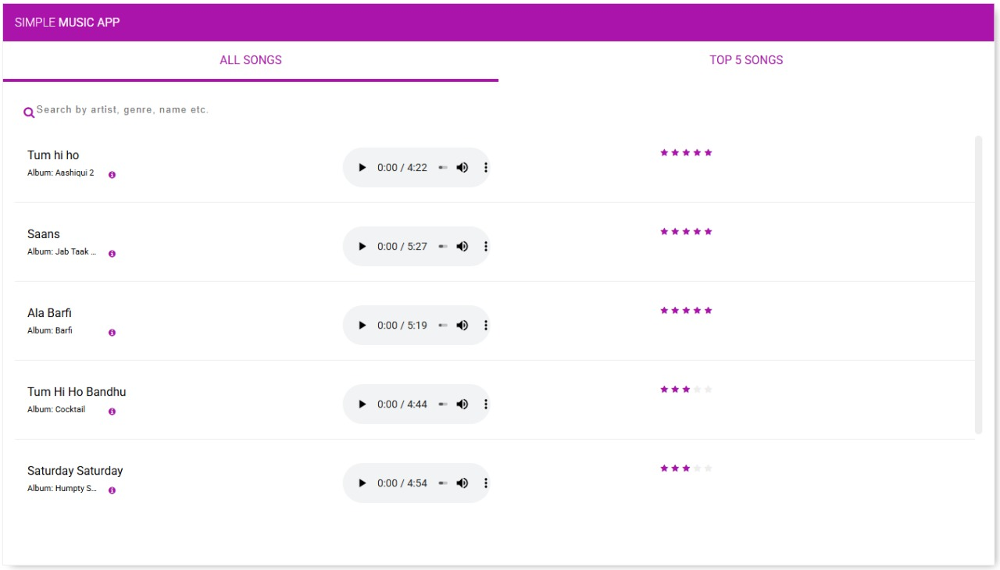 SIMPLE MUSIC APP
ALL SONGS
TOP 5 SONGS
Search by artist, genre, name etc.
Tum hi ho
Album: Aashiqui 2
0:00 / 4:22
Saans
Album: Jab Taak ...
0:00 / 5:27
Ala Barfi
Album: Barfi
0:00 / 5:19
Tum Hi Ho Bandhu
Album: Cocktail
0:00 / 4:44
Saturday Saturday
Album: Humpty S...
0:00 / 4:54